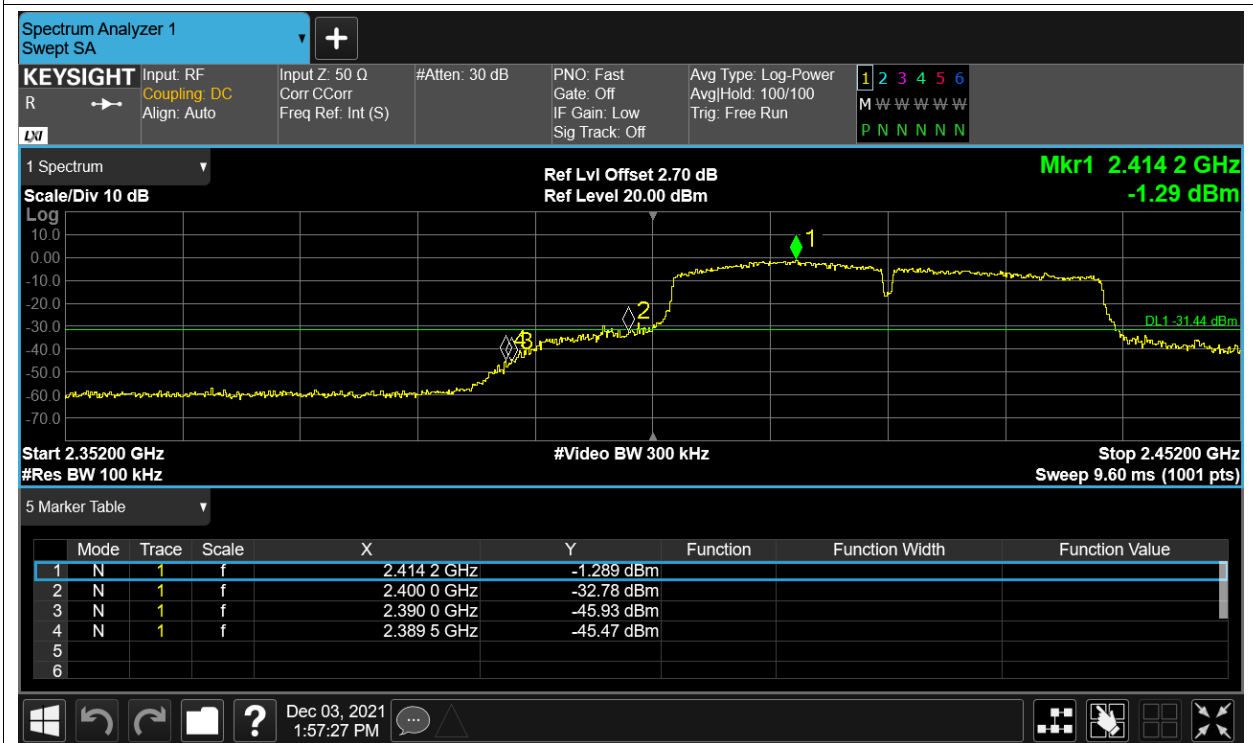 Spectrum Analyzer 1
Swept SA
+
KEYSIGHT Input: RF Input Z: 50 Ω #Atten: 30 dB PNO: Fast Avg Type: Log-Power 1 2 3 4 5 6
R Coupling: DC Corr CCorr Gate: Off Avg|Hold: 100/100 M W W W W W
Align: Auto Freq Ref: Int (S) IF Gain: Low Trig: Free Run
LXI Sig Track: Off P N N N N N
1 Spectrum Ref Lvl Offset 2.70 dB Mkr1 2.414 2 GHz
Scale/Div 10 dB Ref Level 20.00 dBm -1.29 dBm
Log
10.0 1
0.00
-10.0
-20.0
2
-30.0 DL1 -31.44 dBm
-40.0 4 3
-50.0
-60.0
-70.0
Start 2.35200 GHz #Video BW 300 kHz Stop 2.45200 GHz
#Res BW 100 kHz Sweep 9.60 ms (1001 pts)
5 Marker Table
Mode Trace Scale X Y Function Function Width Function Value
1 N 1 f 2.414 2 GHz -1.289 dBm
2 N 1 f 2.400 0 GHz -32.78 dBm
3 N 1 f 2.390 0 GHz -45.93 dBm
4 N 1 f 2.389 5 GHz -45.47 dBm
5
6
? Dec 03, 2021
1:57:27 PM